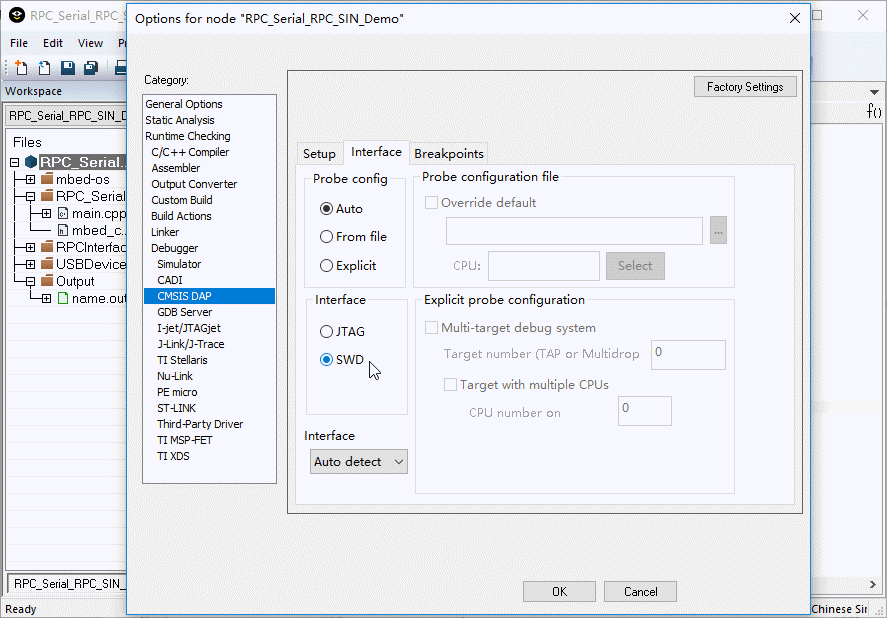 RPC_Serial_RPC_S
Options for node "RPC_Serial_RPC_SIN_Demo"
File Edit View Pr
Workspace
RPC_Serial_RPC_SIN_D
f()
Files
RPC_Serial...
mbed-os
RPC_Serial
main.cpp
mbed_c...
RPCInterfac
USBDevice
Output
name.out
RPC_Serial_RPC_SIN_
Ready
Chinese Sim
Category:
General Options
Static Analysis
Runtime Checking
C/C++ Compiler
Assembler
Output Converter
Custom Build
Build Actions
Linker
Debugger
Simulator
CADI
CMSIS DAP
GDB Server
I-jet/JTAGjet
J-Link/J-Trace
TI Stellaris
Nu-Link
PE micro
ST-LINK
Third-Party Driver
TI MSP-FET
TI XDS
Factory Settings
Setup Interface Breakpoints
Probe config
Auto
From file
Explicit
Probe configuration file
Override default
...
CPU: Select
Interface
JTAG
SWD
Interface
Auto detect
Explicit probe configuration
Multi-target debug system
Target number (TAP or Multidrop 0
Target with multiple CPUs
CPU number on 0
OK Cancel